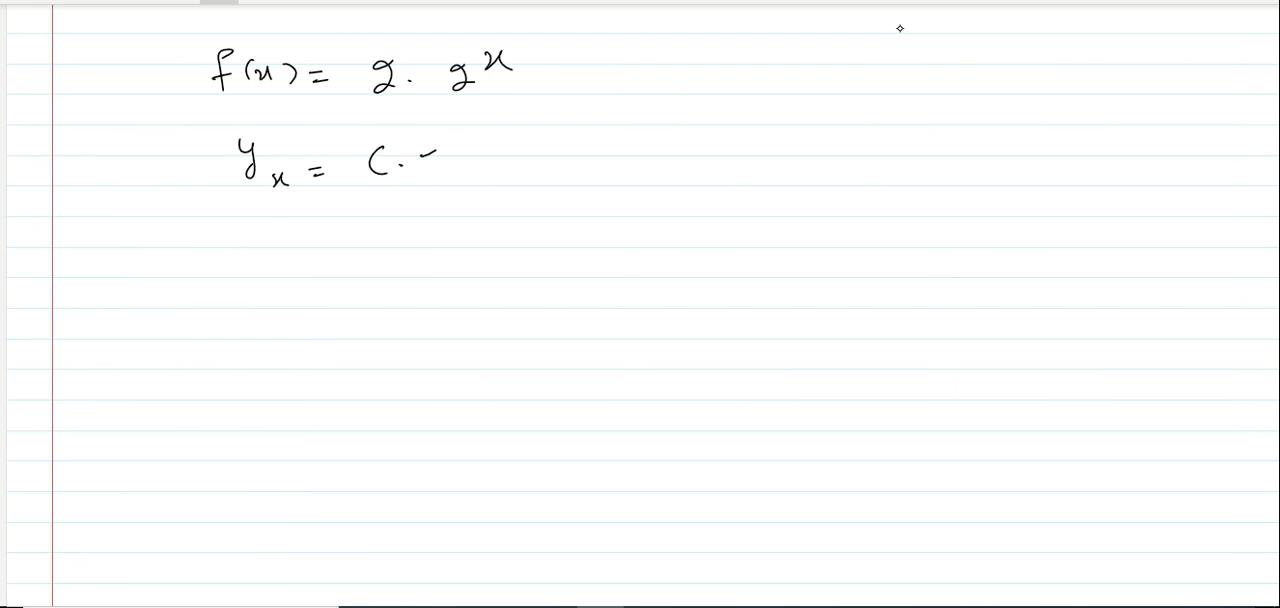 f(x) = 2. 2^x
y_x = C.